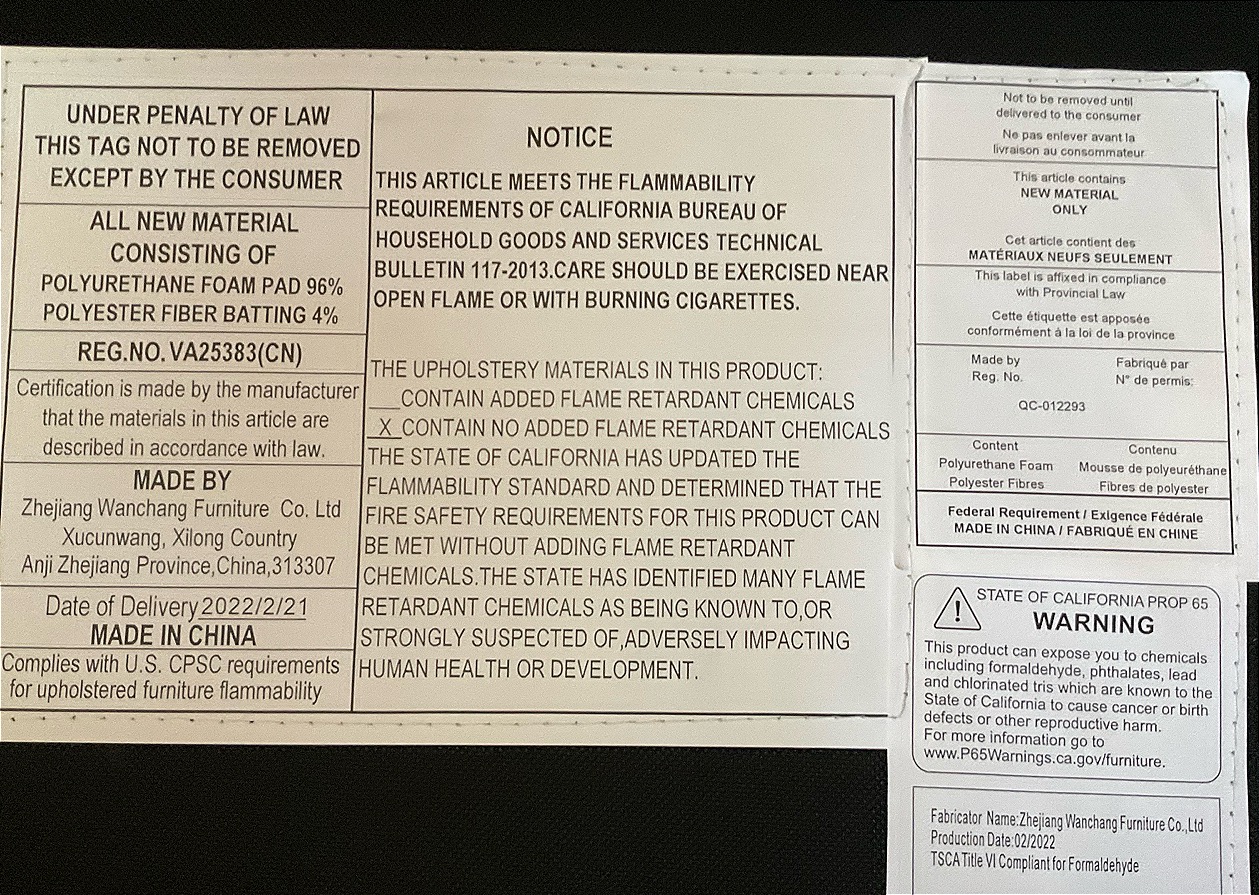 UNDER PENALTY OF LAW
THIS TAG NOT TO BE REMOVED
EXCEPT BY THE CONSUMER
ALL NEW MATERIAL
CONSISTING OF
POLYURETHANE FOAM PAD 96%
POLYESTER FIBER BATTING 4%
REG.NO. VA25383(CN)
Certification is made by the manufacturer
that the materials in this article are
described in accordance with law.
MADE BY
Zhejiang Wanchang Furniture Co. Ltd
Xucunwang, Xilong Country
Anji Zhejiang Province,China,313307
Date of Delivery 2022/2/21
MADE IN CHINA
Complies with U.S. CPSC requirements
for upholstered furniture flammability
NOTICE
THIS ARTICLE MEETS THE FLAMMABILITY
REQUIREMENTS OF CALIFORNIA BUREAU OF
HOUSEHOLD GOODS AND SERVICES TECHNICAL
BULLETIN 117-2013.CARE SHOULD BE EXERCISED NEAR
OPEN FLAME OR WITH BURNING CIGARETTES.
THE UPHOLSTERY MATERIALS IN THIS PRODUCT:
___CONTAIN ADDED FLAME RETARDANT CHEMICALS
_X_CONTAIN NO ADDED FLAME RETARDANT CHEMICALS
THE STATE OF CALIFORNIA HAS UPDATED THE
FLAMMABILITY STANDARD AND DETERMINED THAT THE
FIRE SAFETY REQUIREMENTS FOR THIS PRODUCT CAN
BE MET WITHOUT ADDING FLAME RETARDANT
CHEMICALS.THE STATE HAS IDENTIFIED MANY FLAME
RETARDANT CHEMICALS AS BEING KNOWN TO,OR
STRONGLY SUSPECTED OF,ADVERSELY IMPACTING
HUMAN HEALTH OR DEVELOPMENT.
Not to be removed until
delivered to the consumer
Ne pas enlever avant la
livraison au consommateur
This article contains
NEW MATERIAL
ONLY
Cet article contient des
MATÉRIAUX NEUFS SEULEMENT
This label is affixed in compliance
with Provincial Law
Cette étiquette est apposée
conformément à la loi de la province
Made by Fabriqué par
Reg. No. N° de permis:
QC-012293
Content Contenu
Polyurethane Foam Mousse de polyeuréthane
Polyester Fibres Fibres de polyester
Federal Requirement / Exigence Fédérale
MADE IN CHINA / FABRIQUÉ EN CHINE
STATE OF CALIFORNIA PROP 65
WARNING
This product can expose you to chemicals
including formaldehyde, phthalates, lead
and chlorinated tris which are known to the
State of California to cause cancer or birth
defects or other reproductive harm.
For more information go to
www.P65Warnings.ca.gov/furniture.
Fabricator Name:Zhejiang Wanchang Furniture Co.,Ltd
Production Date:02/2022
TSCA Title VI Compliant for Formaldehyde